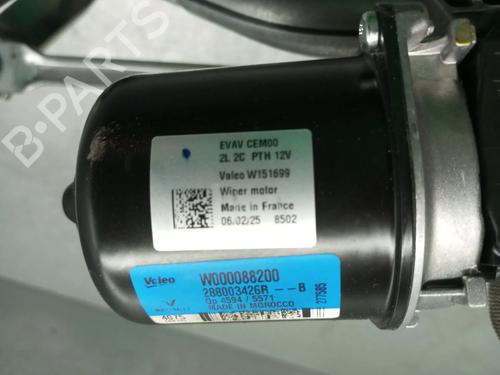 B-PARTS
EVAV CEM00
2L 2C PTH 12V
Valeo W151699
Wiper motor
Made in France
06/02/25 8502
Valeo
W000088200
288003426R -- B
Op 4594 / 5571
MADE IN MOROCCO
277305